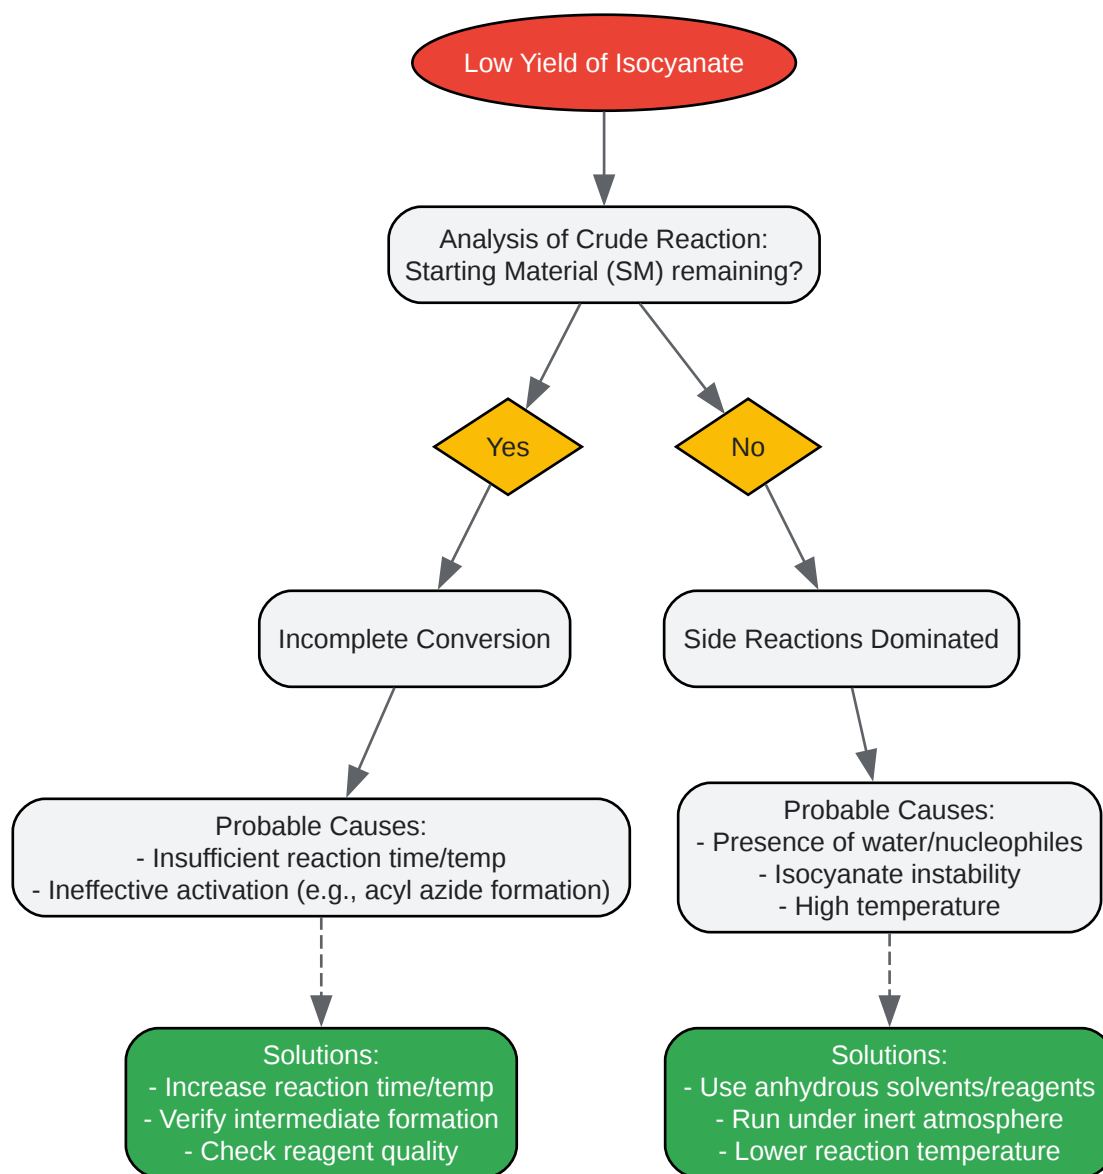 Low Yield of Isocyanate
Analysis of Crude Reaction:
Starting Material (SM) remaining?
Yes
No
Incomplete Conversion
Side Reactions Dominated
Probable Causes:
- Insufficient reaction time/temp
- Ineffective activation (e.g., acyl azide formation)
Probable Causes:
- Presence of water/nucleophiles
- Isocyanate instability
- High temperature
Solutions:
- Increase reaction time/temp
- Verify intermediate formation
- Check reagent quality
Solutions:
- Use anhydrous solvents/reagents
- Run under inert atmosphere
- Lower reaction temperature